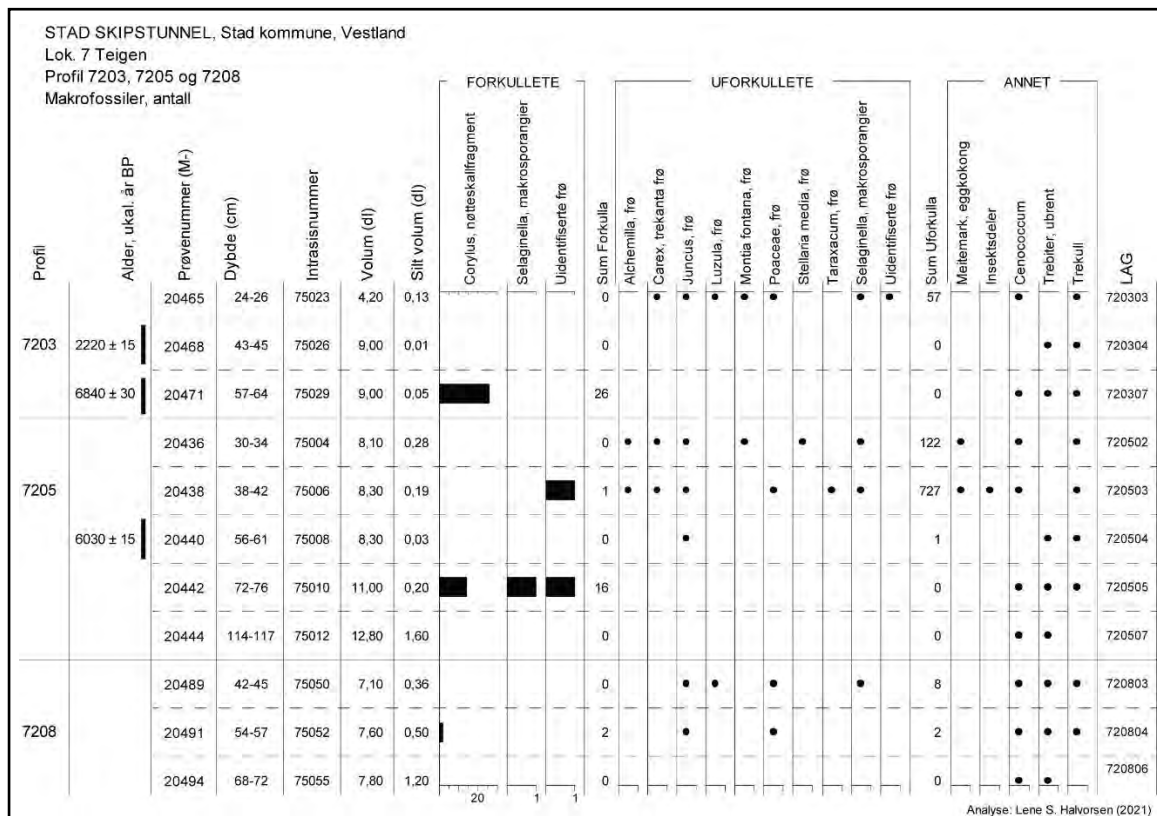 STAD SKIPSTUNNEL, Stad kommune, Vestland
Lok. 7 Teigen
Profil 7203, 7205 og 7208
Makrofossiler, antall
FORKULLETE UFORKULLETE ANNET
Profil Alder, ukal. år BP Prøvenummer (M-) Dybde (cm) Intrasisnummer Volum (dl) Silt volum (dl) Corylus, nøtteskallfragment Selaginella, makrosporangier Uidentifiserte frø Sum Forkulla Alchemilla, frø Carex, trekanta frø Juncus, frø Luzula, frø Montia fontana, frø Poaceae, frø Stellaria media, frø Taraxacum, frø Selaginella, makrosporangier Uidentifiserte frø Sum Uforkulla Meitemark, eggkokong Insektsdeler Cenococcum Trebiter, ubrent Trekull LAG
20465 24-26 75023 4,20 0,13 0 57 720303
7203 2220 ± 15 20468 43-45 75026 9,00 0,01 0 0 720304
6840 ± 30 20471 57-64 75029 9,00 0,05 26 0 720307
20436 30-34 75004 8,10 0,28 0 122 720502
7205 20438 38-42 75006 8,30 0,19 1 727 720503
6030 ± 15 20440 56-61 75008 8,30 0,03 0 1 720504
20442 72-76 75010 11,00 0,20 16 0 720505
20444 114-117 75012 12,80 1,60 0 0 720507
20489 42-45 75050 7,10 0,36 0 8 720803
7208 20491 54-57 75052 7,60 0,50 2 2 720804
20494 68-72 75055 7,80 1,20 0 0 720806
20 1 1
Analyse: Lene S. Halvorsen (2021)